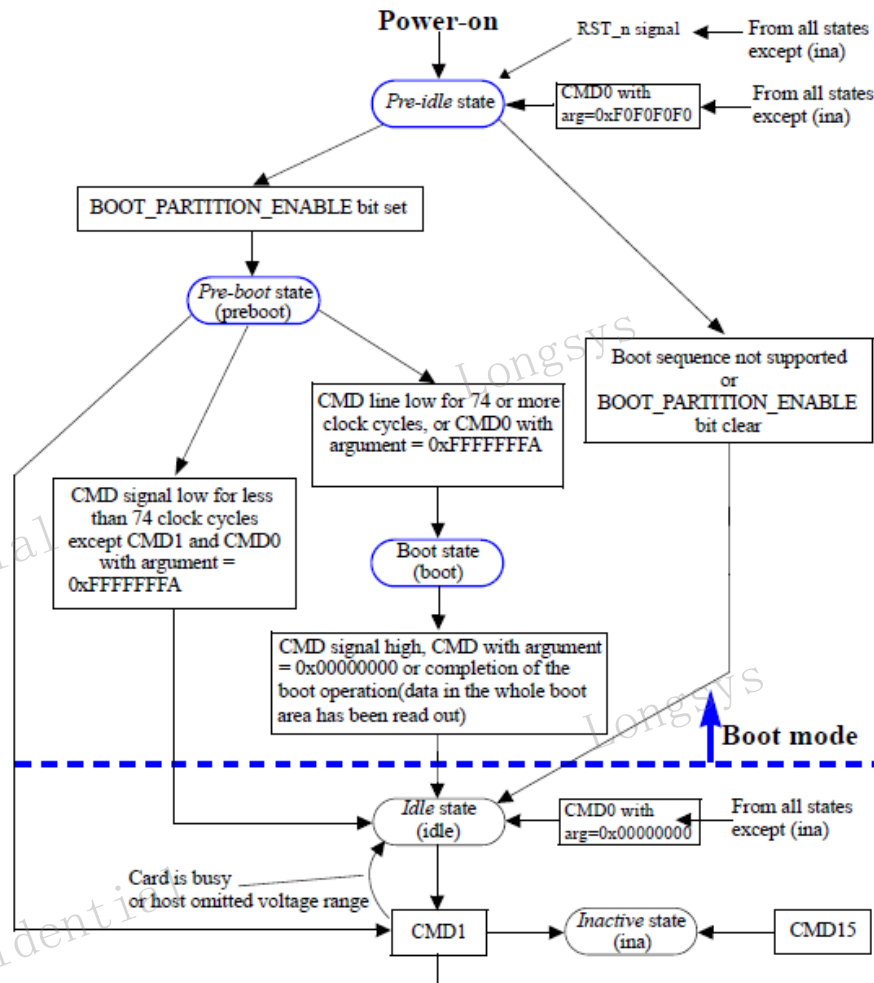 Power-on
RST_n signal
From all states
except (ina)
Pre-idle state
CMD0 with
arg=0xF0F0F0F0
From all states
except (ina)
BOOT_PARTITION_ENABLE bit set
Pre-boot state
(preboot)
Longsys
Boot sequence not supported
or
BOOT_PARTITION_ENABLE
bit clear
CMD line low for 74 or more
clock cycles, or CMD0 with
argument = 0xFFFFFFFA
CMD signal low for less
than 74 clock cycles
except CMD1 and CMD0
with argument =
0xFFFFFFFA
Boot state
(boot)
CMD signal high, CMD with argument
= 0x00000000 or completion of the
boot operation(data in the whole boot
area has been read out)
Longsys
Boot mode
Idle state
(idle)
CMD0 with
arg=0x00000000
From all states
except (ina)
Card is busy
or host omitted voltage range
CMD1
Inactive state
(ina)
CMD15